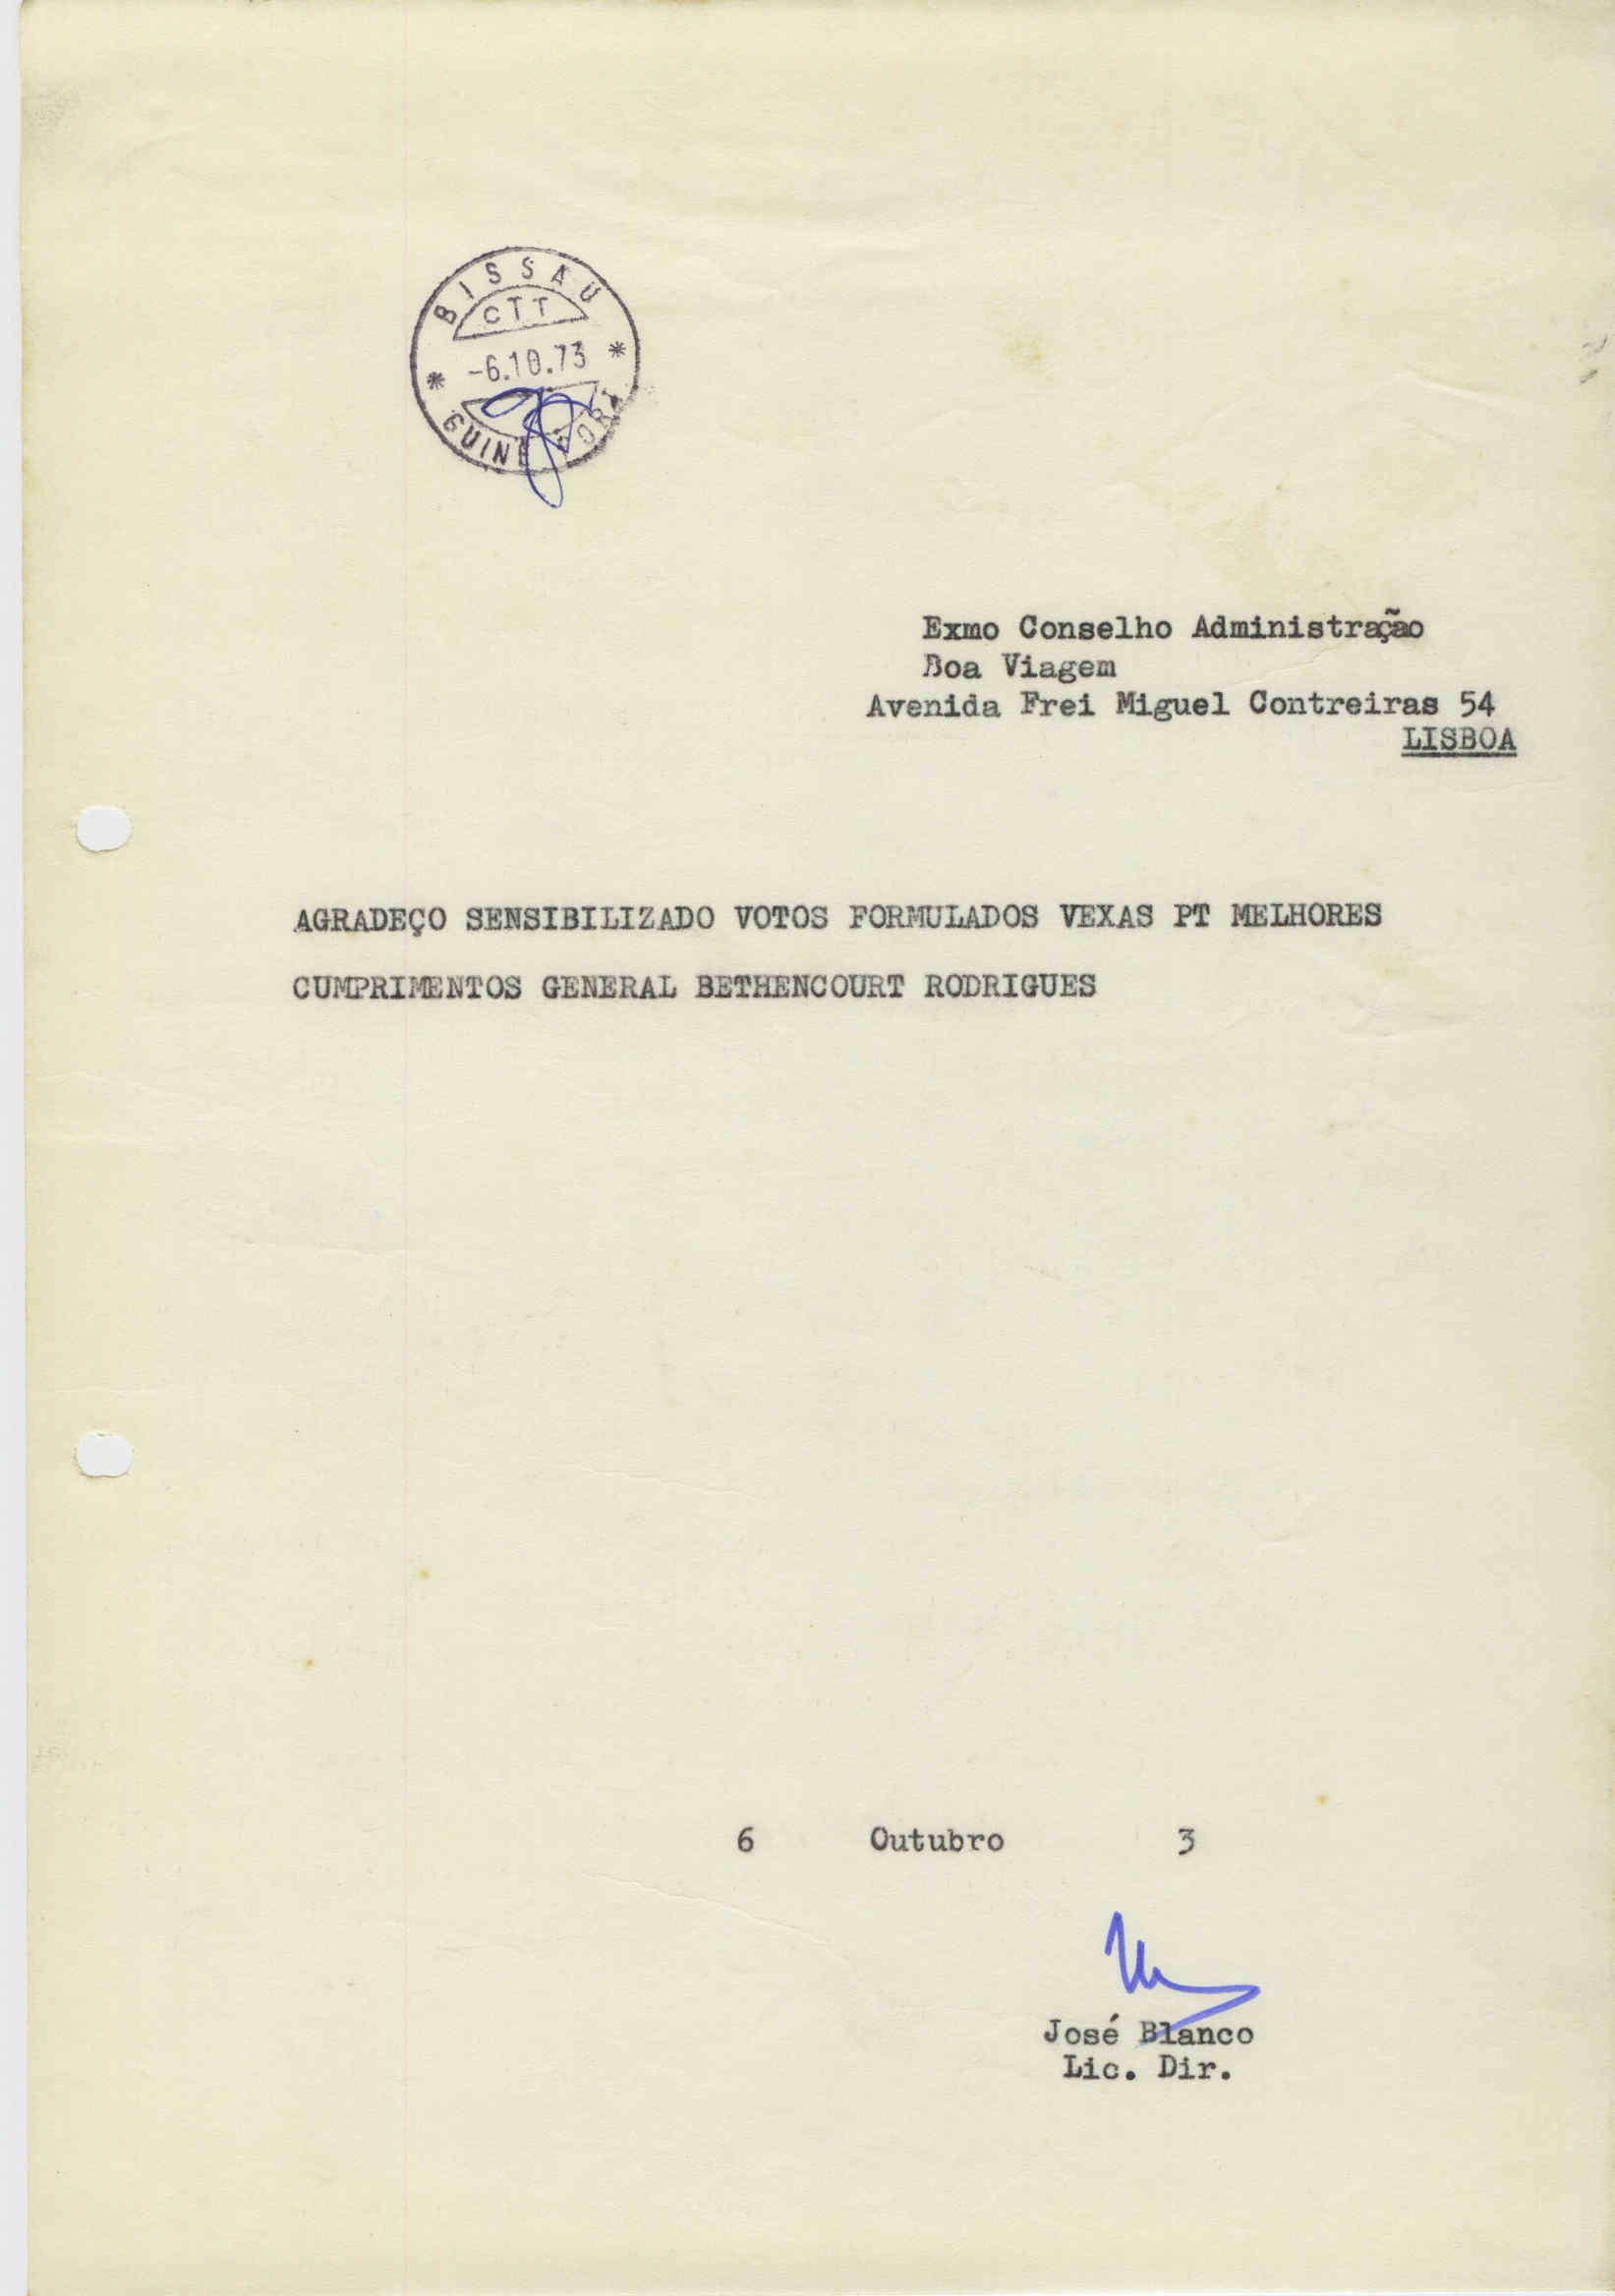 BISSAU
CTT
-6.10.73
GUINÉ PORT
Exmo Conselho Administração
Boa Viagem
Avenida Frei Miguel Contreiras 54
LISBOA
AGRADEÇO SENSIBILIZADO VOTOS FORMULADOS VEXAS PT MELHORES
CUMPRIMENTOS GENERAL BETHENCOURT RODRIGUES
6 Outubro 3
José Blanco
Lic. Dir.